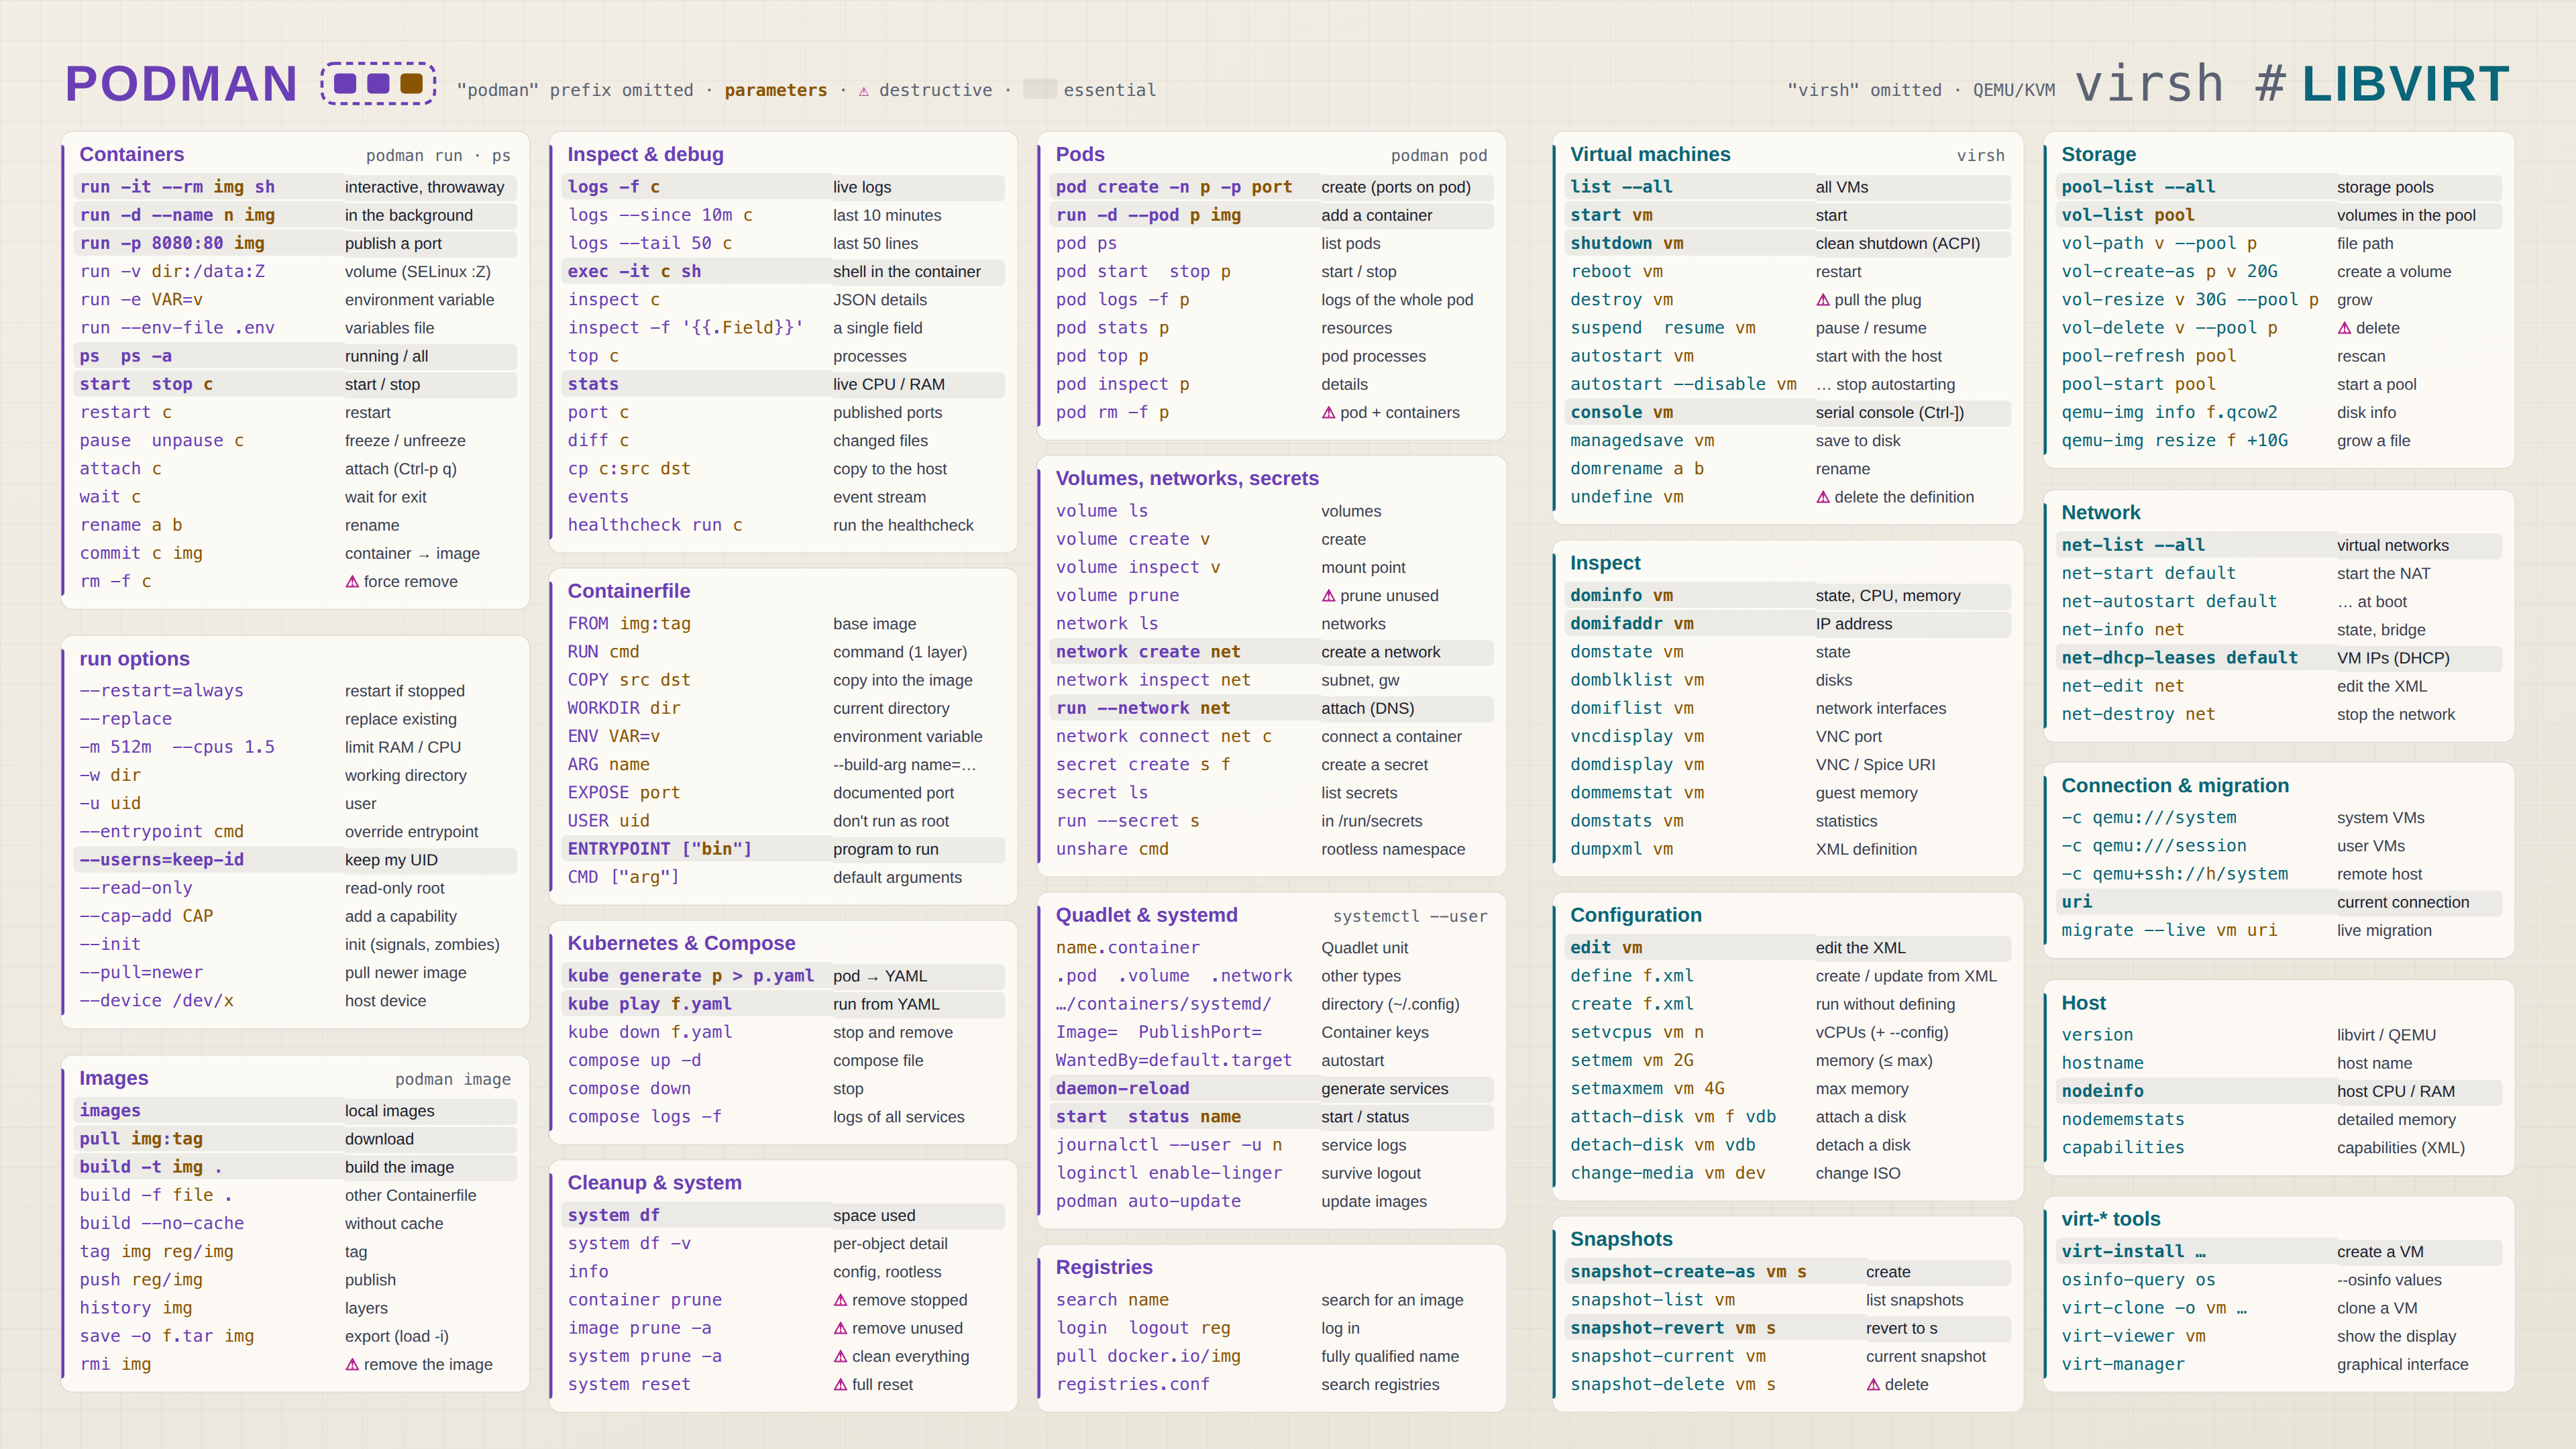 PODMAN
"podman" prefix omitted · parameters · ⚠ destructive · essential
"virsh" omitted · QEMU/KVM virsh # LIBVIRT
Containers podman run · ps
run -it --rm img sh interactive, throwaway
run -d --name n img in the background
run -p 8080:80 img publish a port
run -v dir:/data:Z volume (SELinux :Z)
run -e VAR=v environment variable
run --env-file .env variables file
ps ps -a running / all
start stop c start / stop
restart c restart
pause unpause c freeze / unfreeze
attach c attach (Ctrl-p q)
wait c wait for exit
rename a b rename
commit c img container → image
rm -f c ⚠ force remove
run options
--restart=always restart if stopped
--replace replace existing
-m 512m --cpus 1.5 limit RAM / CPU
-w dir working directory
-u uid user
--entrypoint cmd override entrypoint
--userns=keep-id keep my UID
--read-only read-only root
--cap-add CAP add a capability
--init init (signals, zombies)
--pull=newer pull newer image
--device /dev/x host device
Images podman image
images local images
pull img:tag download
build -t img . build the image
build -f file . other Containerfile
build --no-cache without cache
tag img reg/img tag
push reg/img publish
history img layers
save -o f.tar img export (load -i)
rmi img ⚠ remove the image
Inspect & debug
logs -f c live logs
logs --since 10m c last 10 minutes
logs --tail 50 c last 50 lines
exec -it c sh shell in the container
inspect c JSON details
inspect -f '{{.Field}}' a single field
top c processes
stats live CPU / RAM
port c published ports
diff c changed files
cp c:src dst copy to the host
events event stream
healthcheck run c run the healthcheck
Containerfile
FROM img:tag base image
RUN cmd command (1 layer)
COPY src dst copy into the image
WORKDIR dir current directory
ENV VAR=v environment variable
ARG name --build-arg name=…
EXPOSE port documented port
USER uid don't run as root
ENTRYPOINT ["bin"] program to run
CMD ["arg"] default arguments
Kubernetes & Compose
kube generate p > p.yaml pod → YAML
kube play f.yaml run from YAML
kube down f.yaml stop and remove
compose up -d compose file
compose down stop
compose logs -f logs of all services
Cleanup & system
system df space used
system df -v per-object detail
info config, rootless
container prune ⚠ remove stopped
image prune -a ⚠ remove unused
system prune -a ⚠ clean everything
system reset ⚠ full reset
Pods podman pod
pod create -n p -p port create (ports on pod)
run -d --pod p img add a container
pod ps list pods
pod start stop p start / stop
pod logs -f p logs of the whole pod
pod stats p resources
pod top p pod processes
pod inspect p details
pod rm -f p ⚠ pod + containers
Volumes, networks, secrets
volume ls volumes
volume create v create
volume inspect v mount point
volume prune ⚠ prune unused
network ls networks
network create net create a network
network inspect net subnet, gw
run --network net attach (DNS)
network connect net c connect a container
secret create s f create a secret
secret ls list secrets
run --secret s in /run/secrets
unshare cmd rootless namespace
Quadlet & systemd systemctl --user
name.container Quadlet unit
.pod .volume .network other types
…/containers/systemd/ directory (~/.config)
Image= PublishPort= Container keys
WantedBy=default.target autostart
daemon-reload generate services
start status name start / status
journalctl --user -u n service logs
loginctl enable-linger survive logout
podman auto-update update images
Registries
search name search for an image
login logout reg log in
pull docker.io/img fully qualified name
registries.conf search registries
Virtual machines virsh
list --all all VMs
start vm start
shutdown vm clean shutdown (ACPI)
reboot vm restart
destroy vm ⚠ pull the plug
suspend resume vm pause / resume
autostart vm start with the host
autostart --disable vm … stop autostarting
console vm serial console (Ctrl-])
managedsave vm save to disk
domrename a b rename
undefine vm ⚠ delete the definition
Inspect
dominfo vm state, CPU, memory
domifaddr vm IP address
domstate vm state
domblklist vm disks
domiflist vm network interfaces
vncdisplay vm VNC port
domdisplay vm VNC / Spice URI
dommemstat vm guest memory
domstats vm statistics
dumpxml vm XML definition
Configuration
edit vm edit the XML
define f.xml create / update from XML
create f.xml run without defining
setvcpus vm n vCPUs (+ --config)
setmem vm 2G memory (≤ max)
setmaxmem vm 4G max memory
attach-disk vm f vdb attach a disk
detach-disk vm vdb detach a disk
change-media vm dev change ISO
Snapshots
snapshot-create-as vm s create
snapshot-list vm list snapshots
snapshot-revert vm s revert to s
snapshot-current vm current snapshot
snapshot-delete vm s ⚠ delete
Storage
pool-list --all storage pools
vol-list pool volumes in the pool
vol-path v --pool p file path
vol-create-as p v 20G create a volume
vol-resize v 30G --pool p grow
vol-delete v --pool p ⚠ delete
pool-refresh pool rescan
pool-start pool start a pool
qemu-img info f.qcow2 disk info
qemu-img resize f +10G grow a file
Network
net-list --all virtual networks
net-start default start the NAT
net-autostart default … at boot
net-info net state, bridge
net-dhcp-leases default VM IPs (DHCP)
net-edit net edit the XML
net-destroy net stop the network
Connection & migration
-c qemu:///system system VMs
-c qemu:///session user VMs
-c qemu+ssh://h/system remote host
uri current connection
migrate --live vm uri live migration
Host
version libvirt / QEMU
hostname host name
nodeinfo host CPU / RAM
nodememstats detailed memory
capabilities capabilities (XML)
virt-* tools
virt-install … create a VM
osinfo-query os --osinfo values
virt-clone -o vm … clone a VM
virt-viewer vm show the display
virt-manager graphical interface